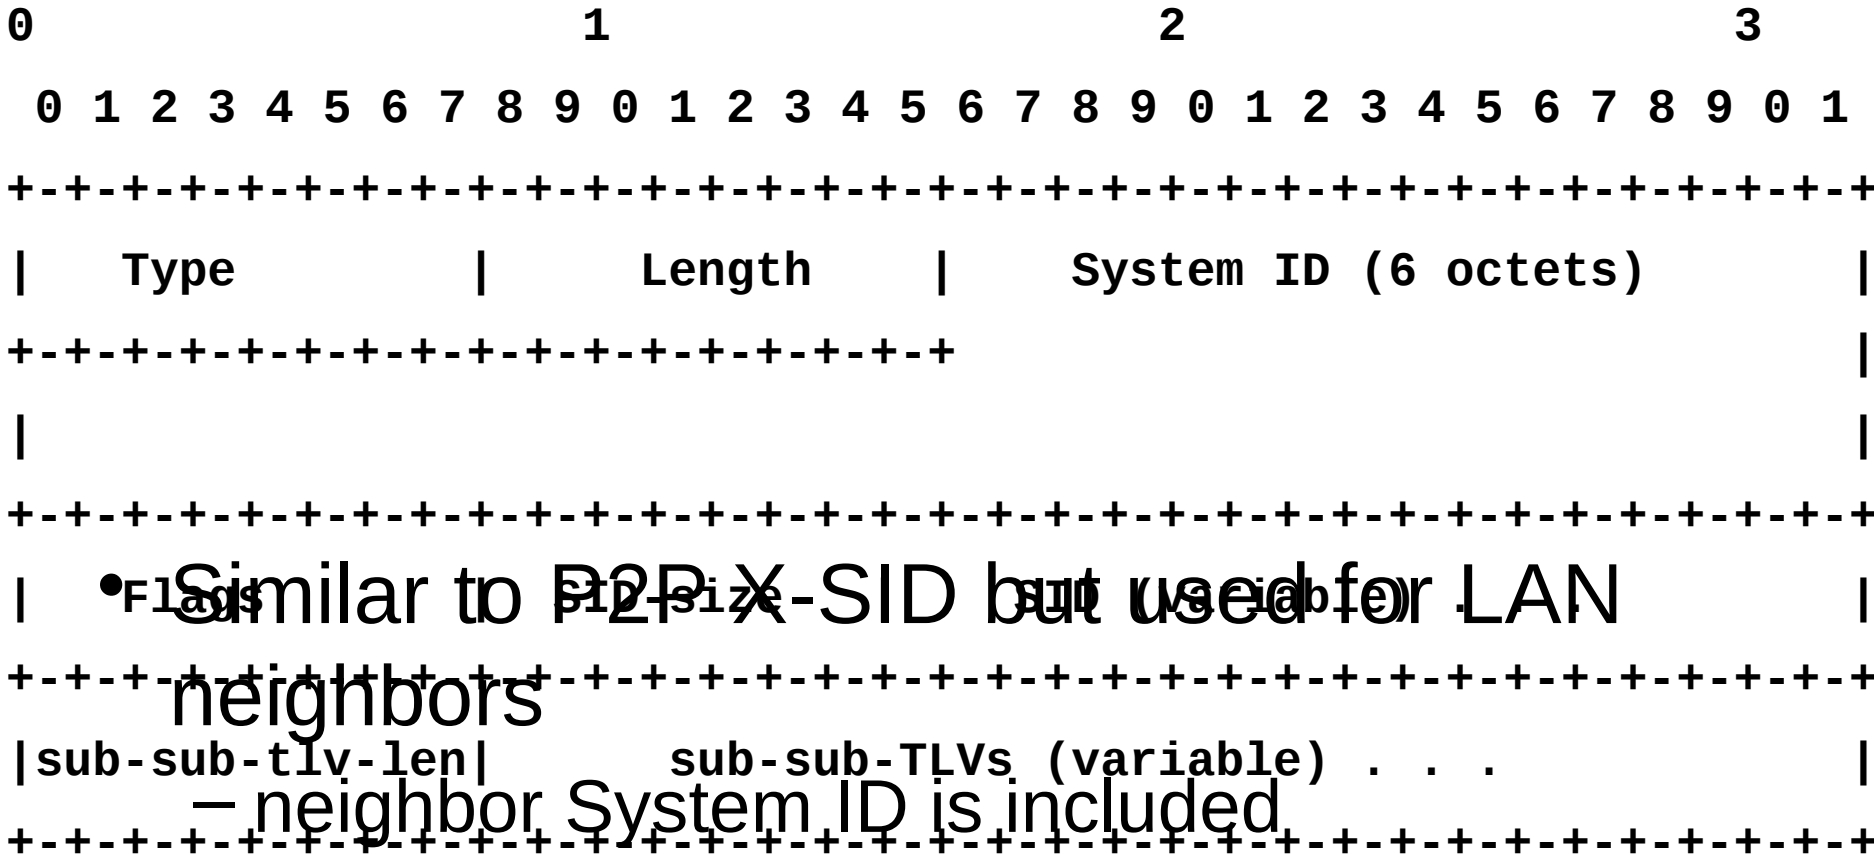 0                   1                   2                   3
 0 1 2 3 4 5 6 7 8 9 0 1 2 3 4 5 6 7 8 9 0 1 2 3 4 5 6 7 8 9 0 1
+-+-+-+-+-+-+-+-+-+-+-+-+-+-+-+-+-+-+-+-+-+-+-+-+-+-+-+-+-+-+-+-+
|   Type        |     Length    |    System ID (6 octets)       |
+-+-+-+-+-+-+-+-+-+-+-+-+-+-+-+-+                               |
|                                                               |
+-+-+-+-+-+-+-+-+-+-+-+-+-+-+-+-+-+-+-+-+-+-+-+-+-+-+-+-+-+-+-+-+
|   Flags       |  SID-size        SID (variable) . . .         |
• Similar to P2P X-SID but used for LAN
+-+-+-+-+-+-+-+-+-+-+-+-+-+-+-+-+-+-+-+-+-+-+-+-+-+-+-+-+-+-+-+-+
neighbors
|sub-sub-tlv-len|      sub-sub-TLVs (variable) . . .            |
– neighbor System ID is included
+-+-+-+-+-+-+-+-+-+-+-+-+-+-+-+-+-+-+-+-+-+-+-+-+-+-+-+-+-+-+-+-+